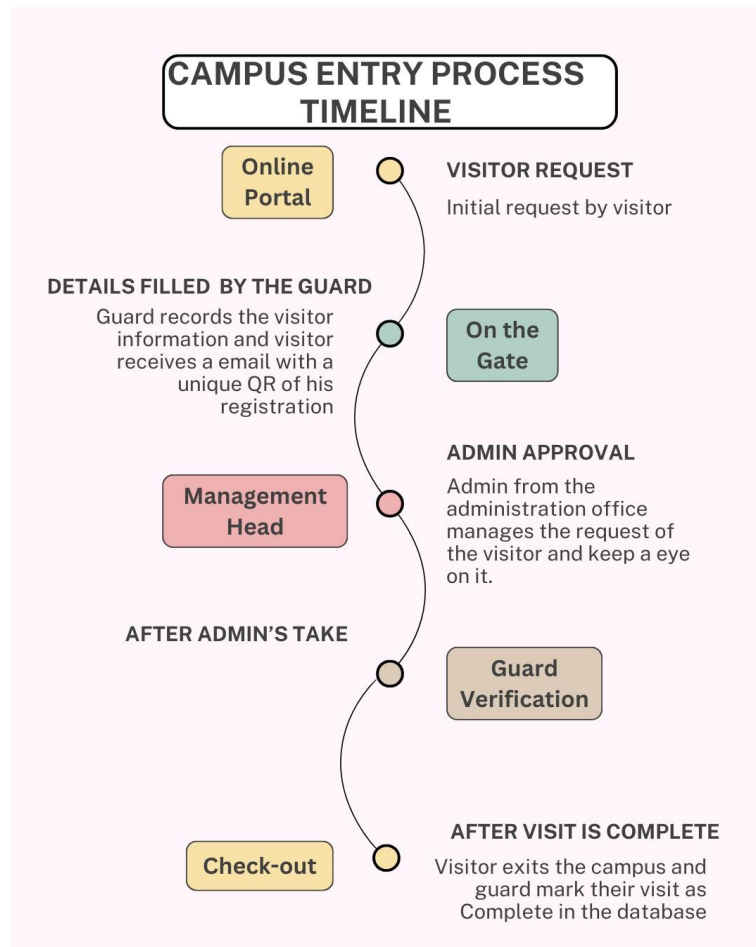 CAMPUS ENTRY PROCESS
TIMELINE
Online
Portal
VISITOR REQUEST
Initial request by visitor
DETAILS FILLED BY THE GUARD
Guard records the visitor
information and visitor
receives a email with a
unique QR of his
registration
On the
Gate
Management
Head
ADMIN APPROVAL
Admin from the
administration office
manages the request of
the visitor and keep a eye
on it.
AFTER ADMIN’S TAKE
Guard
Verification
Check-out
AFTER VISIT IS COMPLETE
Visitor exits the campus and
guard mark their visit as
Complete in the database